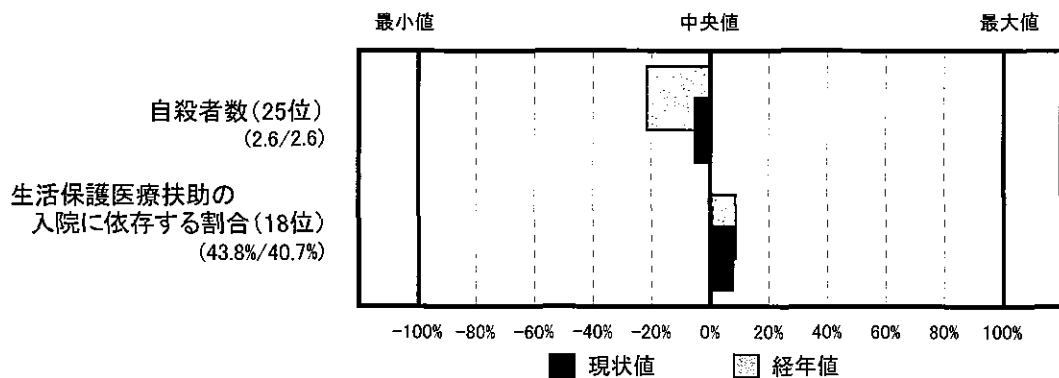 最小値 中央値 最大値
自殺者数(25位)
(2.6/2.6)
生活保護医療扶助の
入院に依存する割合(18位)
(43.8%/40.7%)
-100% -80% -60% -40% -20% 0% 20% 40% 60% 80% 100%
現状値 経年値